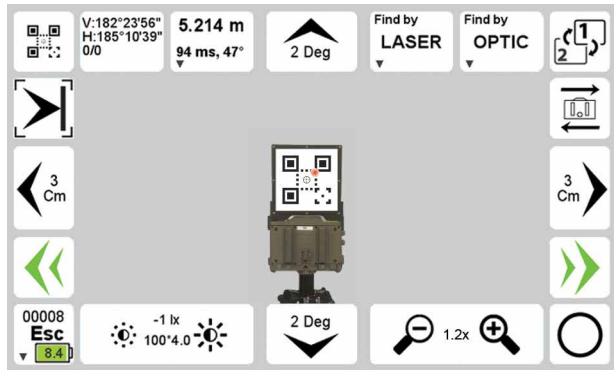 V:182°23'56"
H:185°10'39"
0/0
5.214 m
94 ms, 47°
2 Deg
Find by
LASER
Find by
OPTIC
1
2
3
Cm
3
Cm
00008
Esc
8.4
-1 lx
100*4.0
2 Deg
1.2x